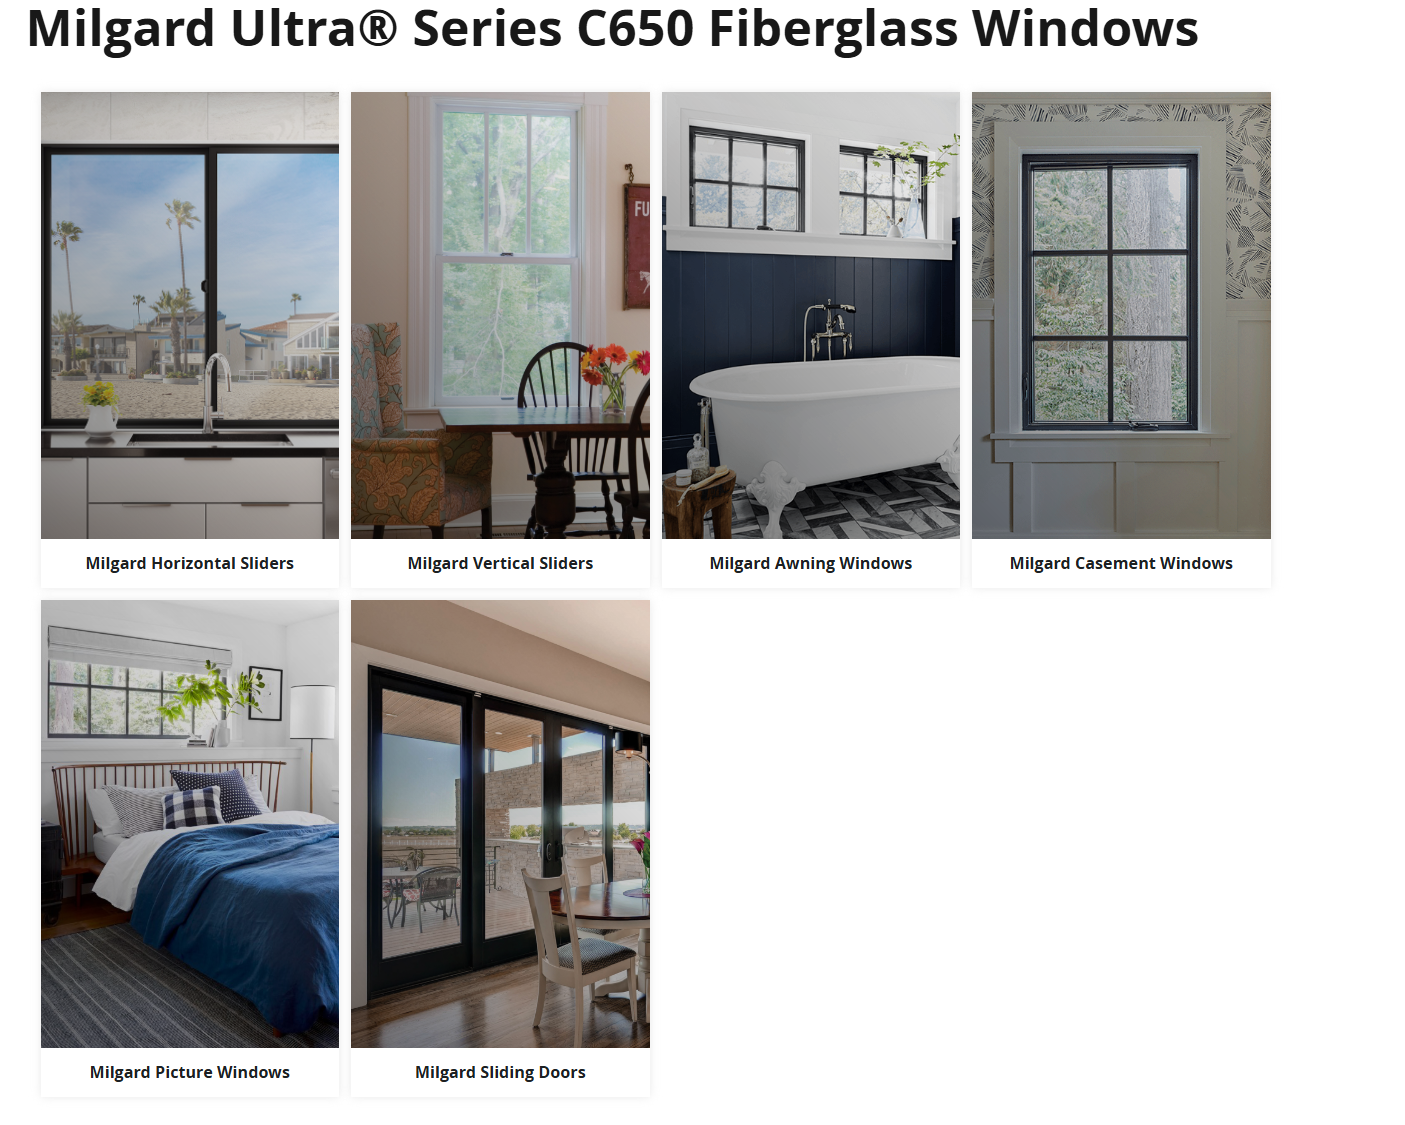 Milgard Ultra® Series C650 Fiberglass Windows
FU
Milgard Horizontal Sliders
Milgard Vertical Sliders
Milgard Awning Windows
Milgard Casement Windows
Milgard Picture Windows
Milgard Sliding Doors